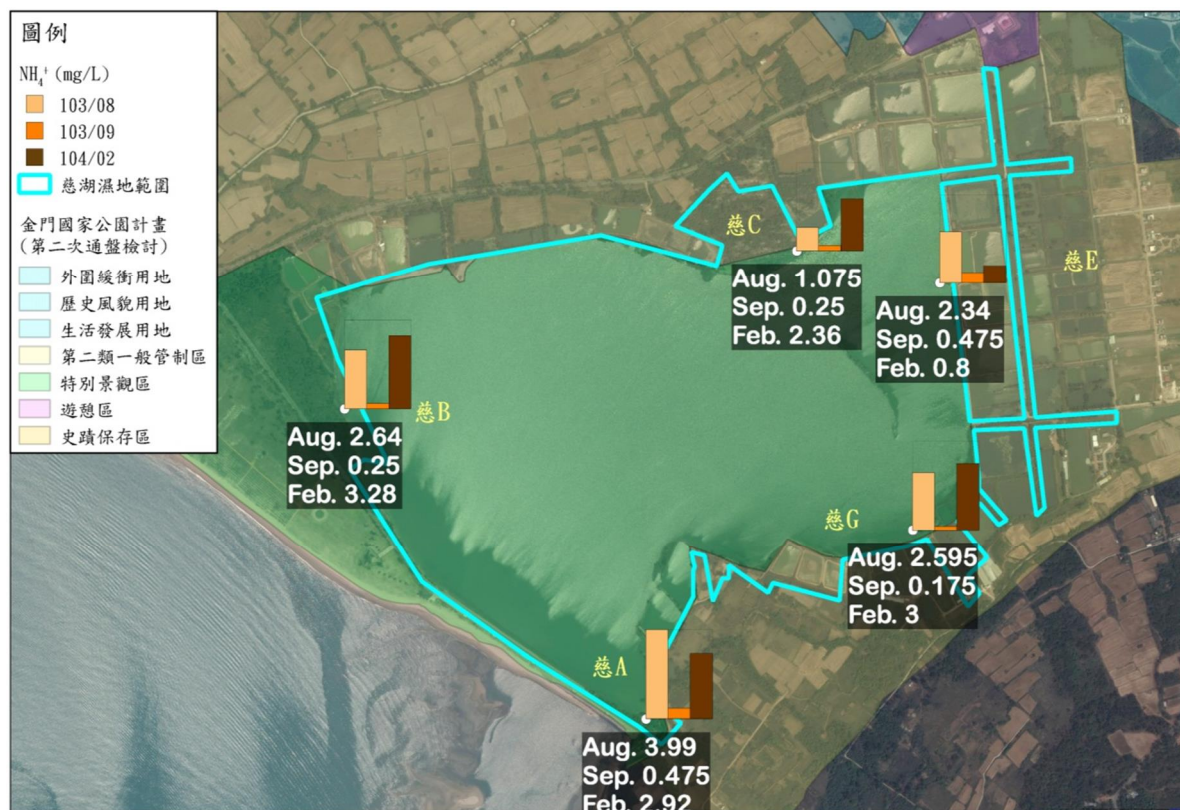 圖例
NH₄⁺ (mg/L)
103/08
103/09
104/02
慈湖濕地範圍
金門國家公園計畫
(第二次通盤檢討)
外圍緩衝用地
歷史風貌用地
生活發展用地
第二類一般管制區
特別景觀區
遊憩區
史蹟保存區
慈C
Aug. 1.075
Sep. 0.25
Feb. 2.36
慈E
Aug. 2.34
Sep. 0.475
Feb. 0.8
慈B
Aug. 2.64
Sep. 0.25
Feb. 3.28
慈G
Aug. 2.595
Sep. 0.175
Feb. 3
慈A
Aug. 3.99
Sep. 0.475
Feb. 2.92